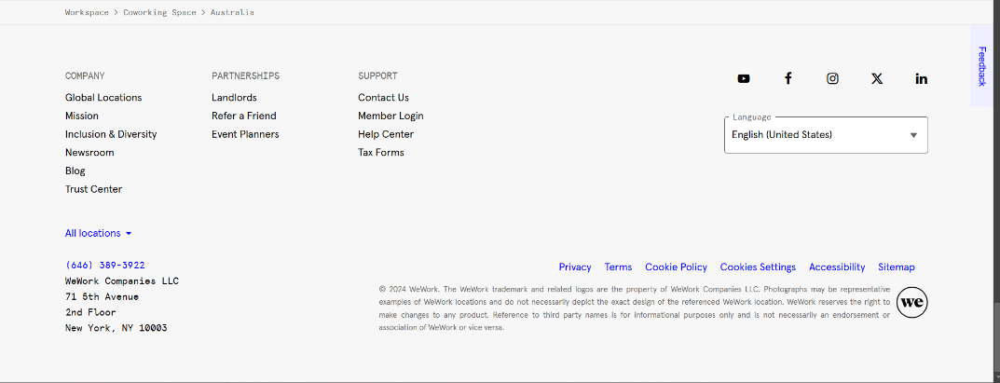 Workspace > Coworking Space > Australia
Feedback
COMPANY
Global Locations
Mission
Inclusion & Diversity
Newsroom
Blog
Trust Center
PARTNERSHIPS
Landlords
Refer a Friend
Event Planners
SUPPORT
Contact Us
Member Login
Help Center
Tax Forms
Language
English (United States)
All locations
(646) 389-3922
WeWork Companies LLC
71 5th Avenue
2nd Floor
New York, NY 10003
Privacy Terms Cookie Policy Cookies Settings Accessibility Sitemap
© 2024 WeWork. The WeWork trademark and related logos are the property of WeWork Companies LLC. Photographs may be representative
examples of WeWork locations and do not necessarily depict the exact design of the referenced WeWork location. WeWork reserves the right to
make changes to any product. Reference to third party names is for informational purposes only and is not necessarily an endorsement or
association of WeWork or vice versa.
we